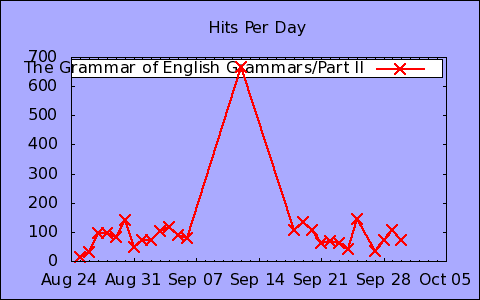 Hits Per Day
700
The Grammar of English Grammars/Part II
600
500
400
300
200
100
0
Aug 24 Aug 31 Sep 07 Sep 14 Sep 21 Sep 28 Oct 05